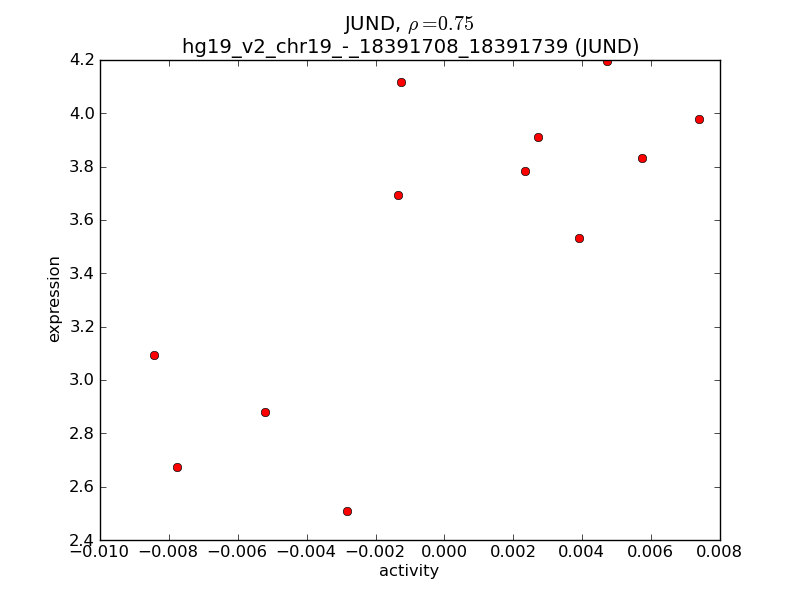 JUND, ρ=0.75
hg19_v2_chr19_-_18391708_18391739 (JUND)
4.2
4.0
3.8
3.6
3.4
3.2
3.0
2.8
2.6
2.4
expression
−0.010 −0.008 −0.006 −0.004 −0.002 0.000 0.002 0.004 0.006 0.008
activity